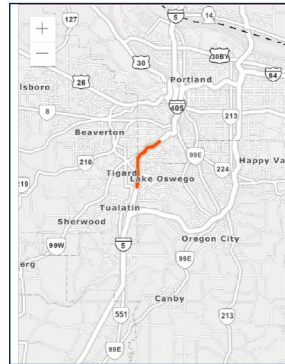 +
5
14
127
−
30
30BY
26
Portland
lsboro
84
405
8
Beaverton
213
99E
210
Happy Va
224
Tigard
Lake Oswego
219
Tualatin
Sherwood
99W
5
Oregon City
erg
99E
Canby
551
213
99E